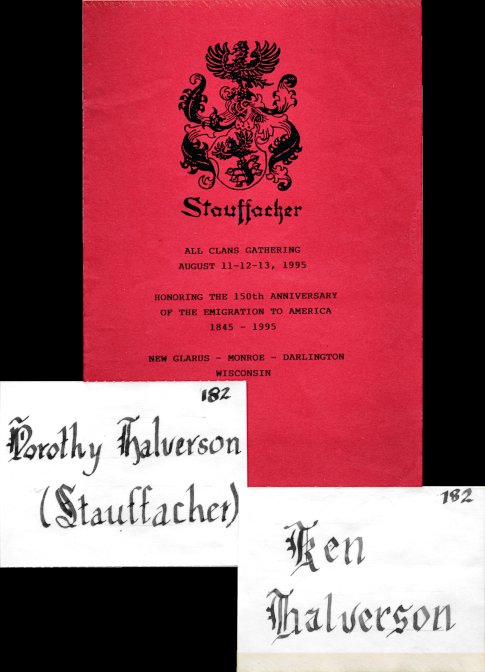 Stauffacher
ALL CLANS GATHERING
AUGUST 11-12-13, 1995
HONORING THE 150th ANNIVERSARY
OF THE EMIGRATION TO AMERICA
1845 - 1995
NEW GLARUS - MONROE - DARLINGTON
WISCONSIN
182
Dorothy Halverson
(Stauffacher)
182
Ken
Halverson